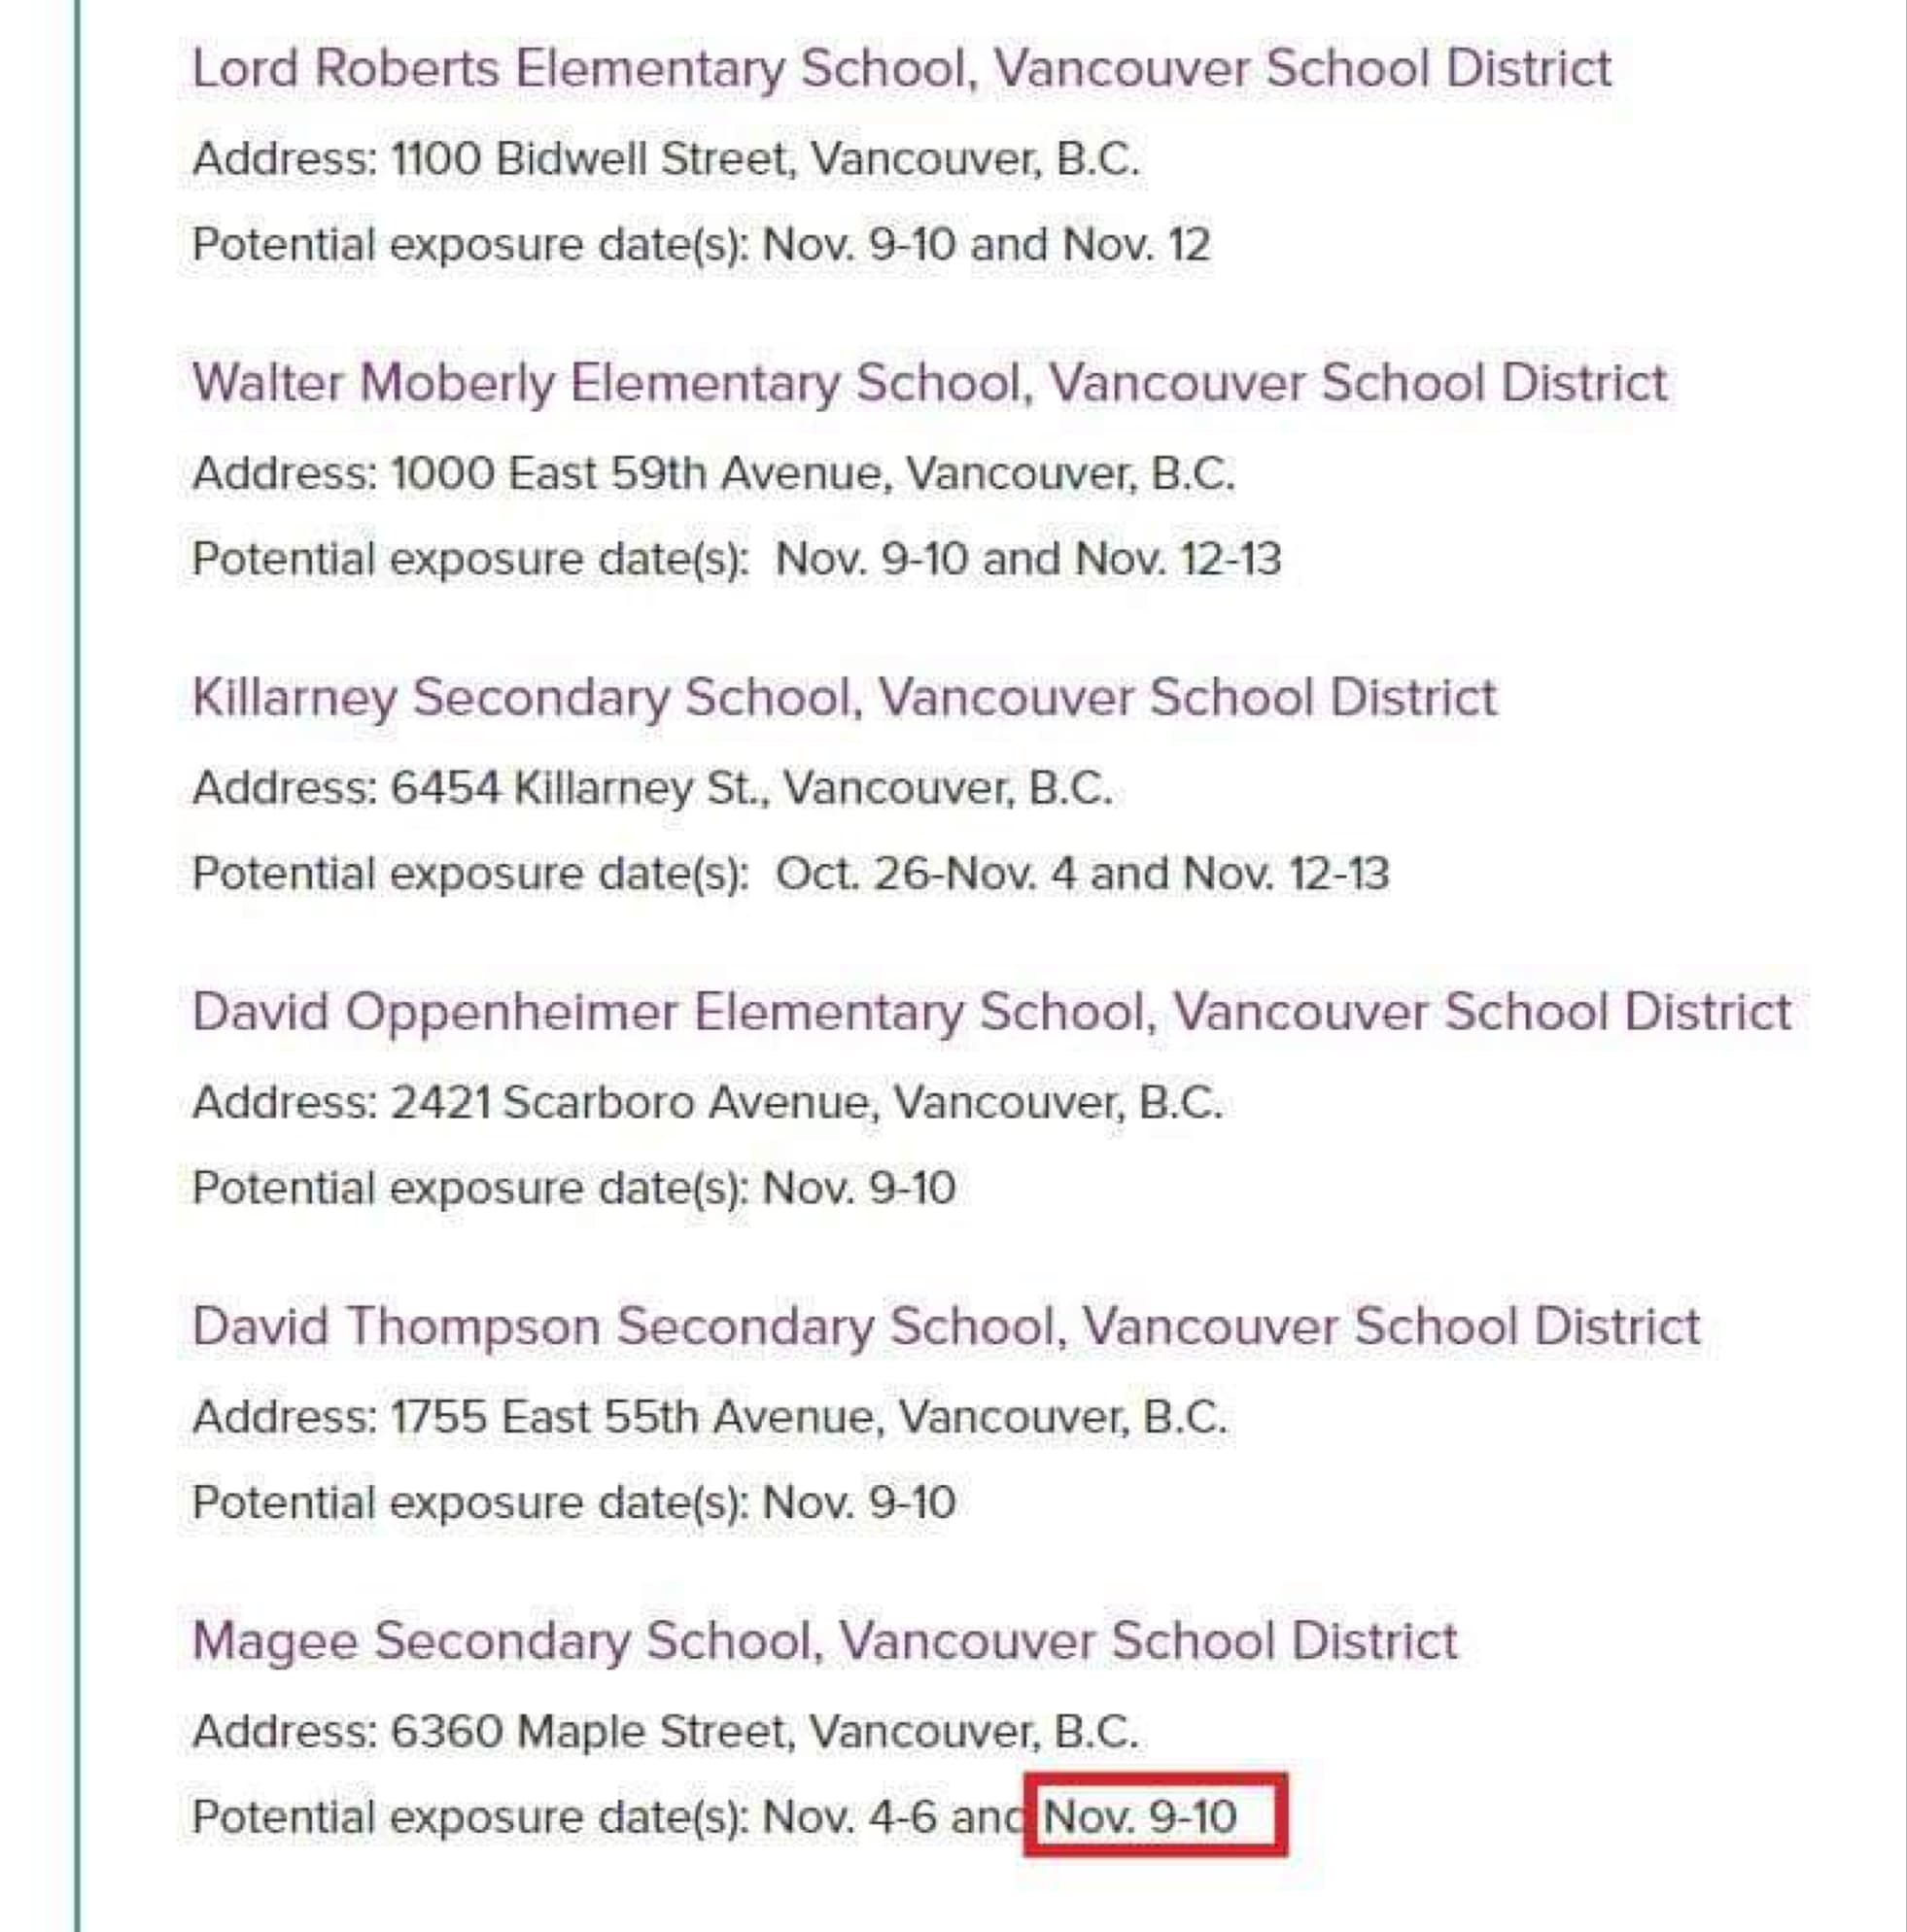 Lord Roberts Elementary School, Vancouver School District
Address: 1100 Bidwell Street, Vancouver, B.C.
Potential exposure date(s): Nov. 9-10 and Nov. 12
Walter Moberly Elementary School, Vancouver School District
Address: 1000 East 59th Avenue, Vancouver, B.C.
Potential exposure date(s):  Nov. 9-10 and Nov. 12-13
Killarney Secondary School, Vancouver School District
Address: 6454 Killarney St., Vancouver, B.C.
Potential exposure date(s):  Oct. 26-Nov. 4 and Nov. 12-13
David Oppenheimer Elementary School, Vancouver School District
Address: 2421 Scarboro Avenue, Vancouver, B.C.
Potential exposure date(s): Nov. 9-10
David Thompson Secondary School, Vancouver School District
Address: 1755 East 55th Avenue, Vancouver, B.C.
Potential exposure date(s): Nov. 9-10
Magee Secondary School, Vancouver School District
Address: 6360 Maple Street, Vancouver, B.C.
Potential exposure date(s): Nov. 4-6 and Nov. 9-10